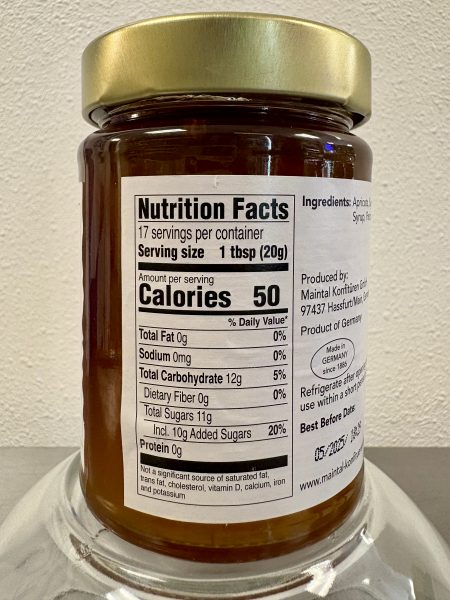 Nutrition Facts
17 servings per container
Serving size 1 tbsp (20g)
Amount per serving
Calories 50
% Daily Value*
Total Fat 0g 0%
Sodium 0mg 0%
Total Carbohydrate 12g 5%
Dietary Fiber 0g 0%
Total Sugars 11g
Incl. 10g Added Sugars 20%
Protein 0g
Not a significant source of saturated fat,
trans fat, cholesterol, vitamin D, calcium, iron
and potassium
Ingredients: Apricots,
Syrup,
Produced by:
Maintal Konfitüren
97437 Hassfurt/Main,
Product of Germany
Made in
GERMANY
since 1886
Refrigerate after
use within a short
Best Before Date:
05/2025/